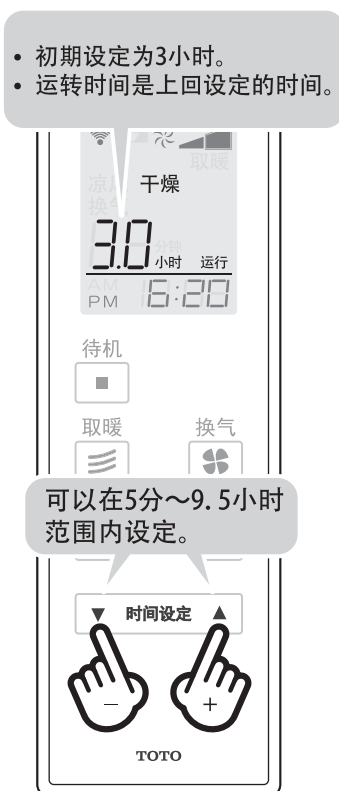 • 初期设定为3小时。
• 运转时间是上回设定的时间。
取暖
凉风
干燥
换气
3.0
分钟
小时 运行
AM
PM 6:20
待机
取暖 换气
可以在5分～9.5小时
范围内设定。
▼ 时间设定 ▲
− +
TOTO